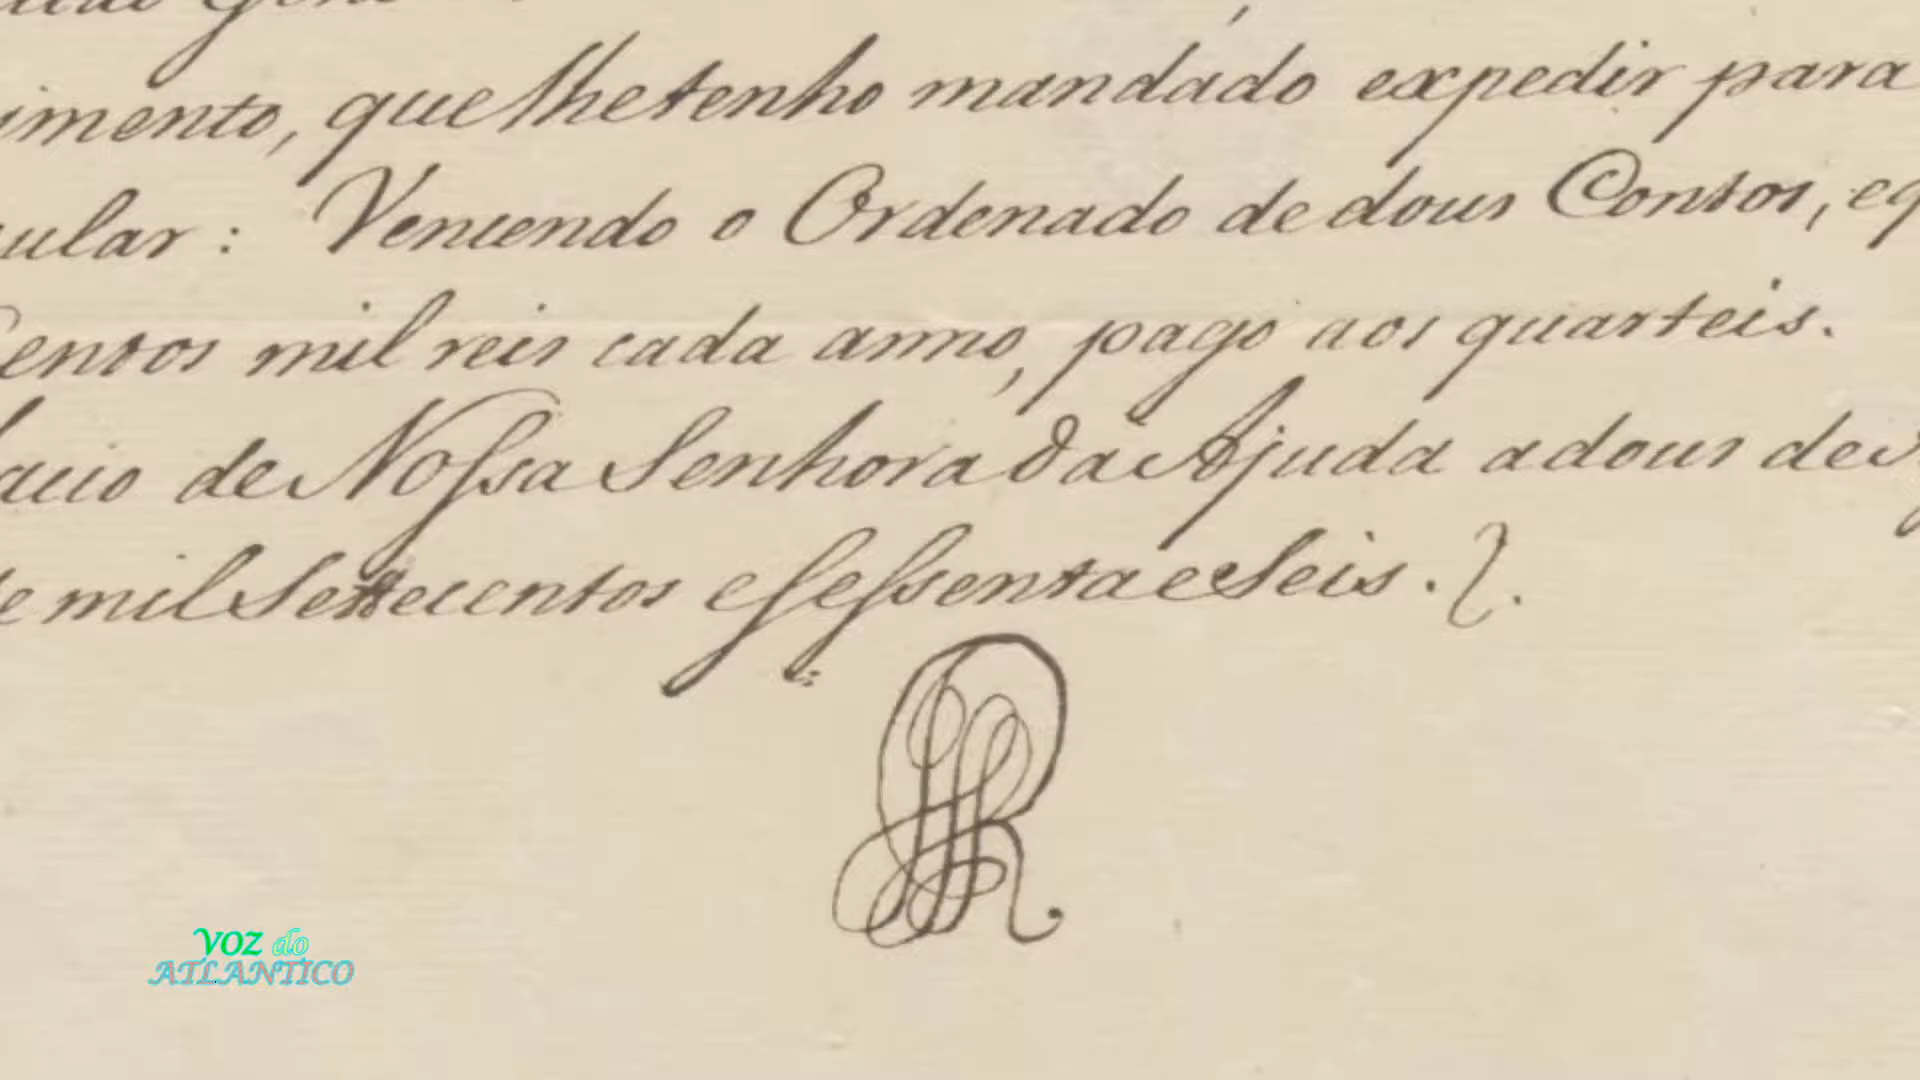 imento, que lhe tenho mandado expedir para
ular: Vencendo o Ordenado de dous Contos, e
entos mil reis cada anno, pago aos quarteis.
acio de Nossa Senhora da Ajuda a dous de
e mil Settecentos e Sessenta e Seis.
VOZ do
ATLANTICO